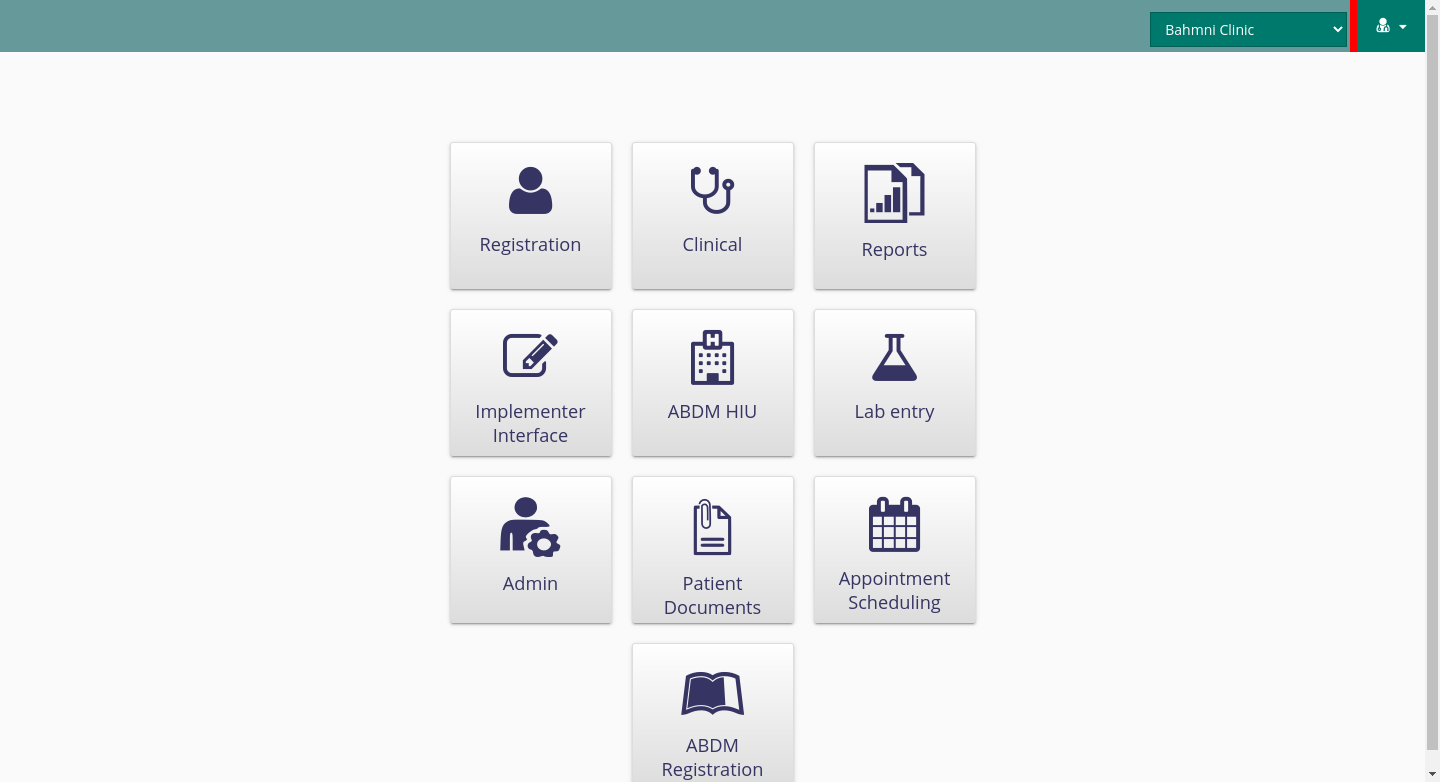 Bahmni Clinic
Registration
Clinical
Reports
Implementer
Interface
ABDM HIU
Lab entry
Admin
Patient
Documents
Appointment
Scheduling
ABDM
Registration